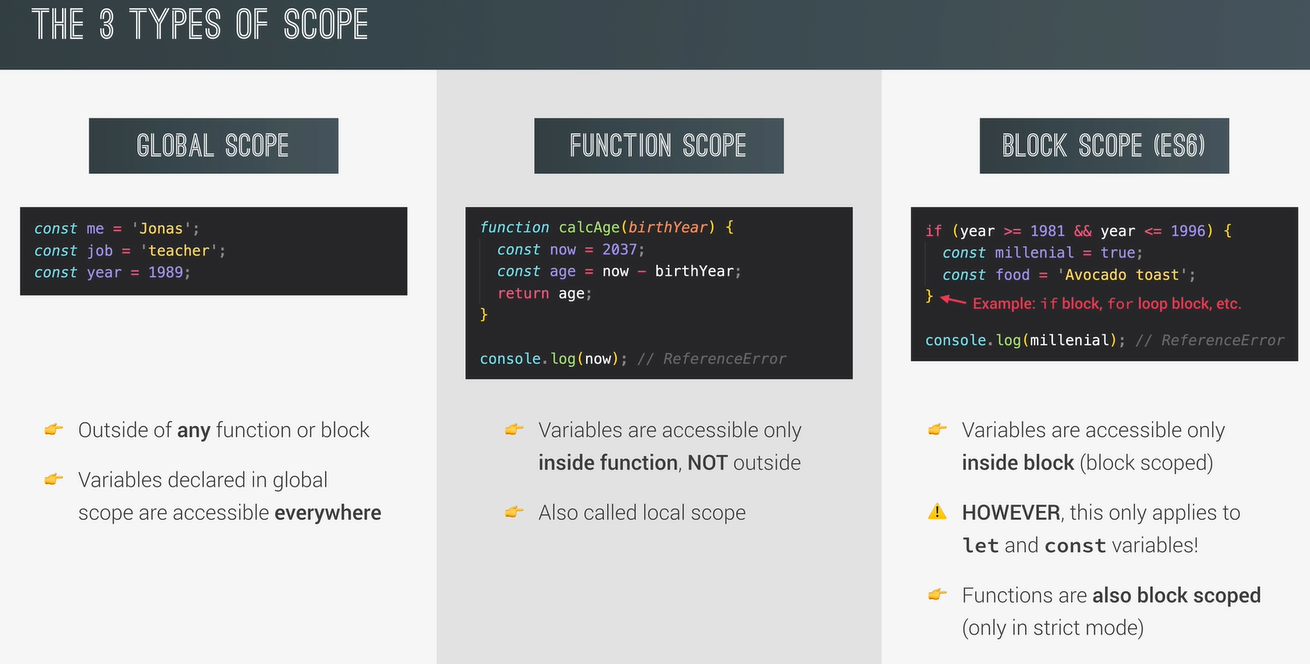 THE 3 TYPES OF SCOPE
GLOBAL SCOPE
const me = 'Jonas';
const job = 'teacher';
const year = 1989;
Outside of any function or block
Variables declared in global
scope are accessible everywhere
FUNCTION SCOPE
function calcAge(birthYear) {
  const now = 2037;
  const age = now − birthYear;
  return age;
}
console.log(now); // ReferenceError
Variables are accessible only
inside function, NOT outside
Also called local scope
BLOCK SCOPE (ES6)
if (year >= 1981 && year <= 1996) {
  const millenial = true;
  const food = 'Avocado toast';
} Example: if block, for loop block, etc.
console.log(millenial); // ReferenceError
Variables are accessible only
inside block (block scoped)
HOWEVER, this only applies to
let and const variables!
Functions are also block scoped
(only in strict mode)